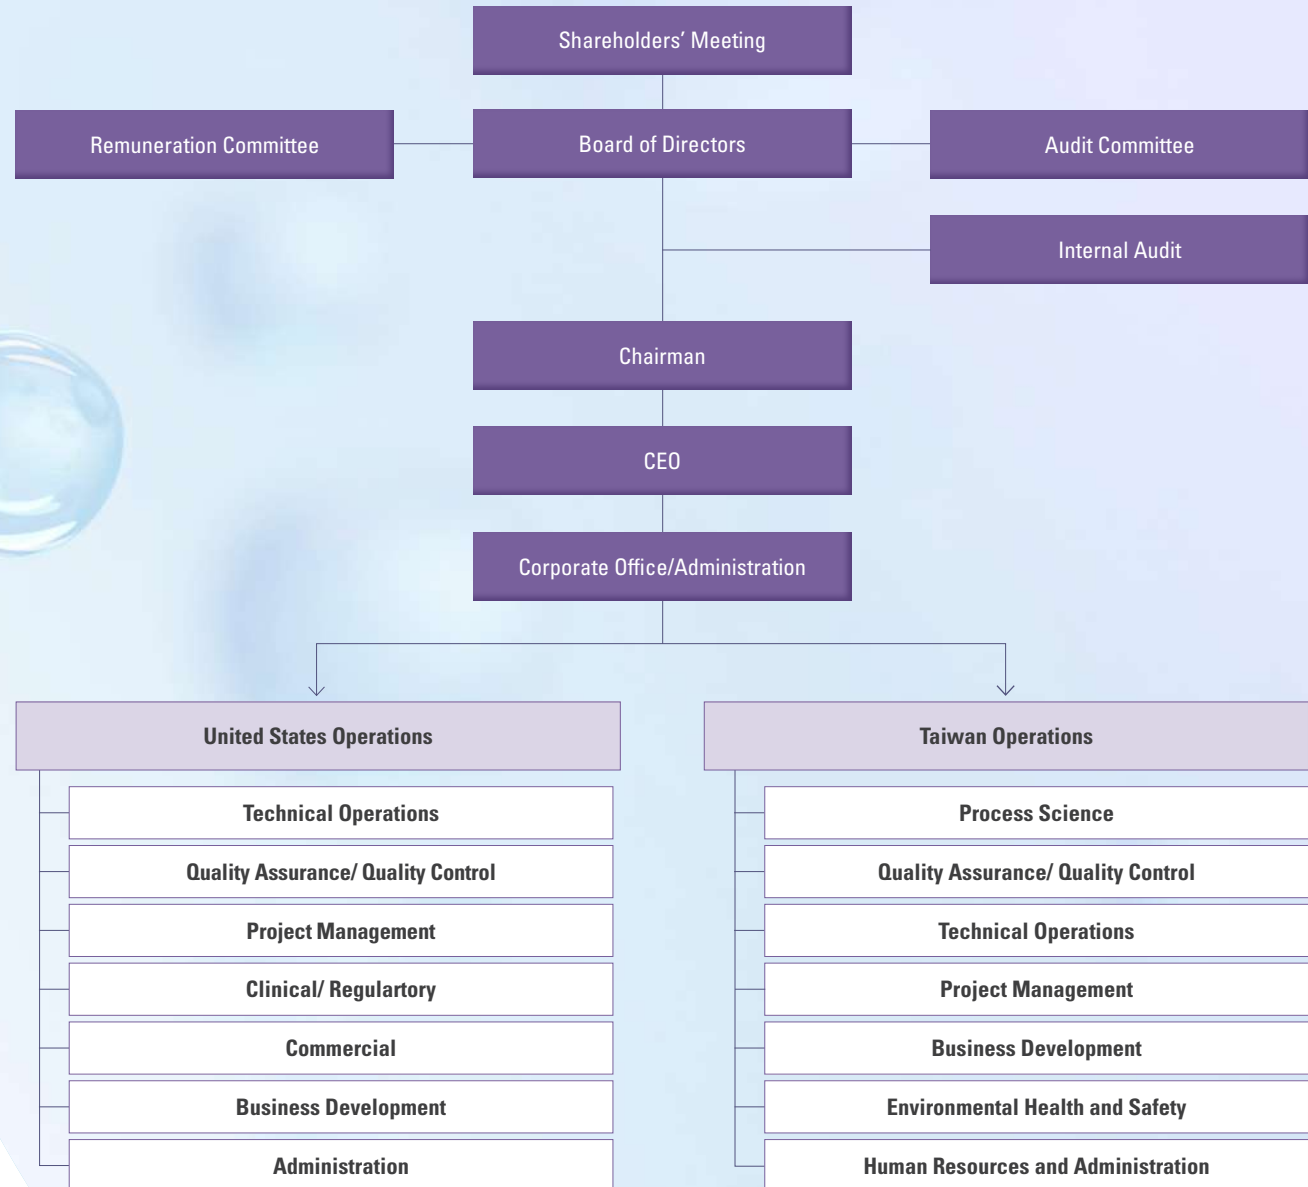 Shareholders’ Meeting
Remuneration Committee
Board of Directors
Audit Committee
Internal Audit
Chairman
CEO
Corporate Office/Administration
United States Operations
Technical Operations
Quality Assurance/ Quality Control
Project Management
Clinical/ Regulartory
Commercial
Business Development
Administration
Taiwan Operations
Process Science
Quality Assurance/ Quality Control
Technical Operations
Project Management
Business Development
Environmental Health and Safety
Human Resources and Administration